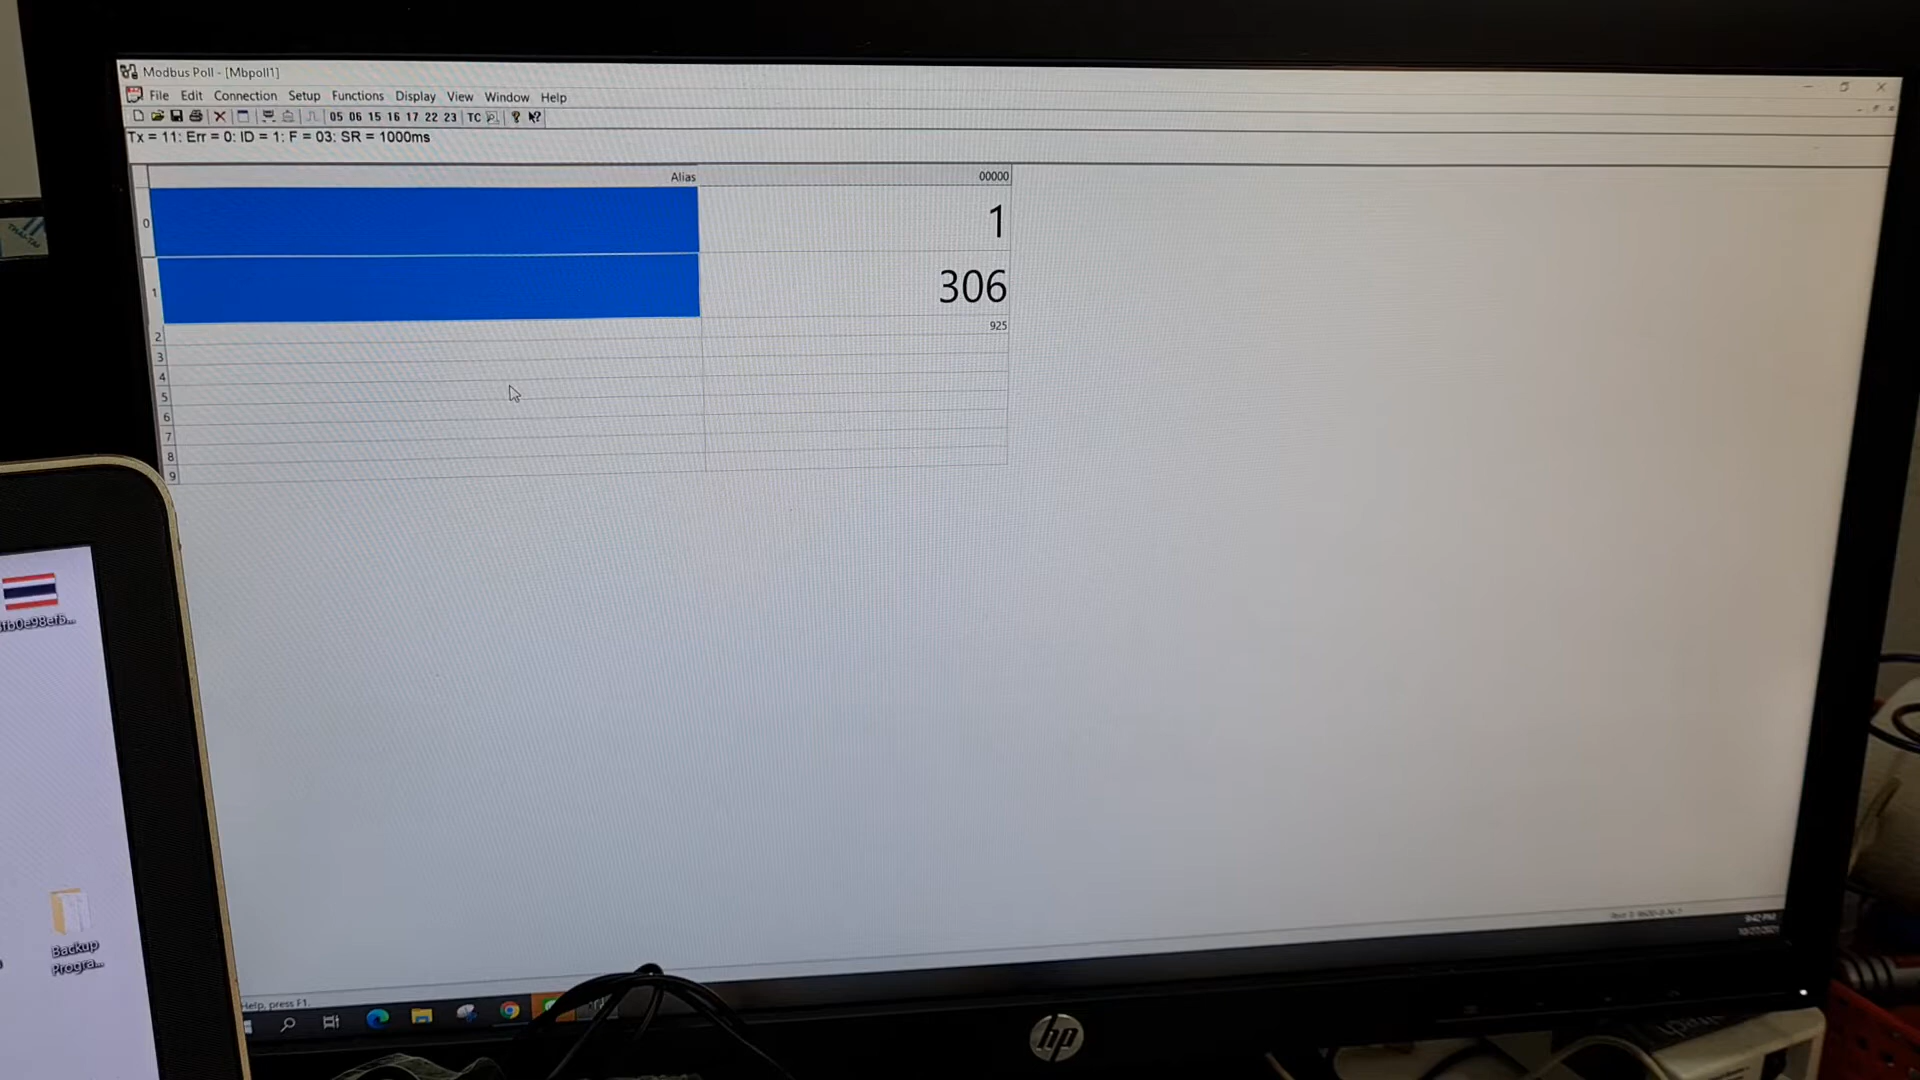 Modbus Poll - [Mbpoll1]
File Edit Connection Setup Functions Display View Window Help
05 06 15 16 17 22 23 TC
Tx = 11: Err = 0: ID = 1: F = 03: SR = 1000ms
Alias 00000
0 1
1 306
2 925
3
4
5
6
7
8
9
Backup
Progra...
Help, press F1.
hp